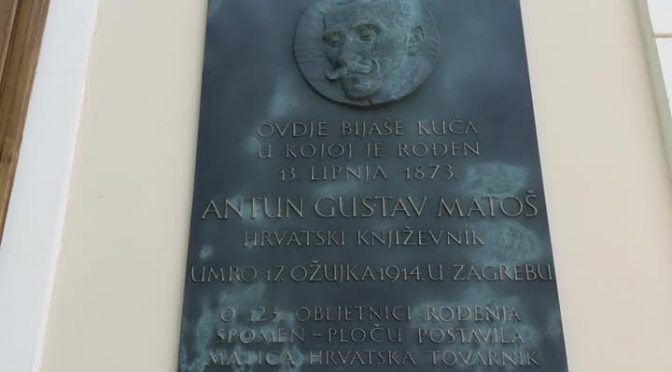 OVDJE BIJAŠE KUĆA
U KOJOJ JE ROĐEN
13. LIPNJA 1873.
ANTUN GUSTAV MATOŠ
HRVATSKI KNJIŽEVNIK
UMRO 17. OŽUJKA 1914. U ZAGREBU
O 125. OBLJETNICI ROĐENJA
SPOMEN-PLOČU POSTAVILA
MATICA HRVATSKA TOVARNIK